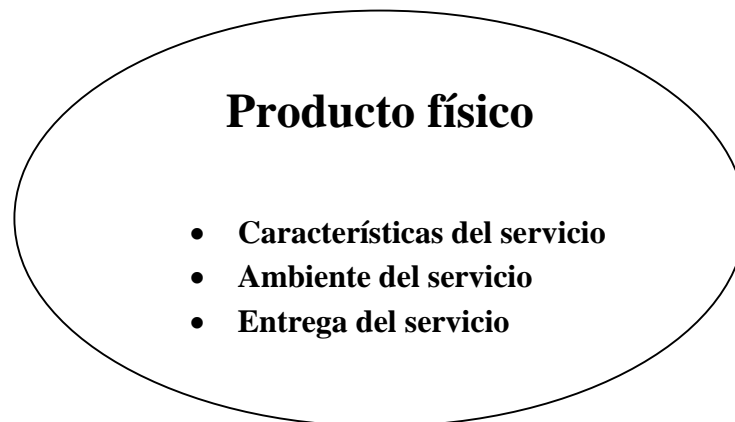 Producto físico
• Características del servicio
• Ambiente del servicio
• Entrega del servicio